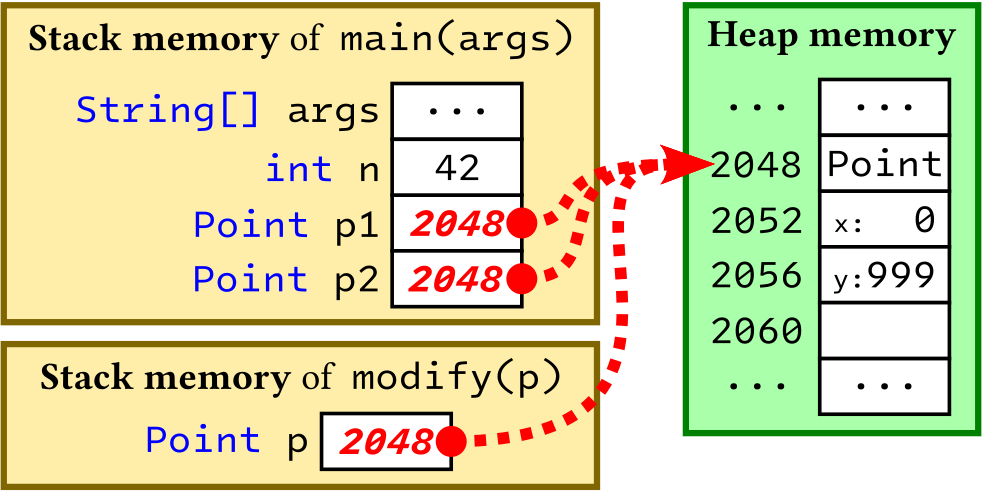 Stack memory of main(args)
String[] args ...
int n 42
Point p1 2048
Point p2 2048
Stack memory of modify(p)
Point p 2048
Heap memory
... ...
2048 Point
2052 x: 0
2056 y:999
2060
... ...